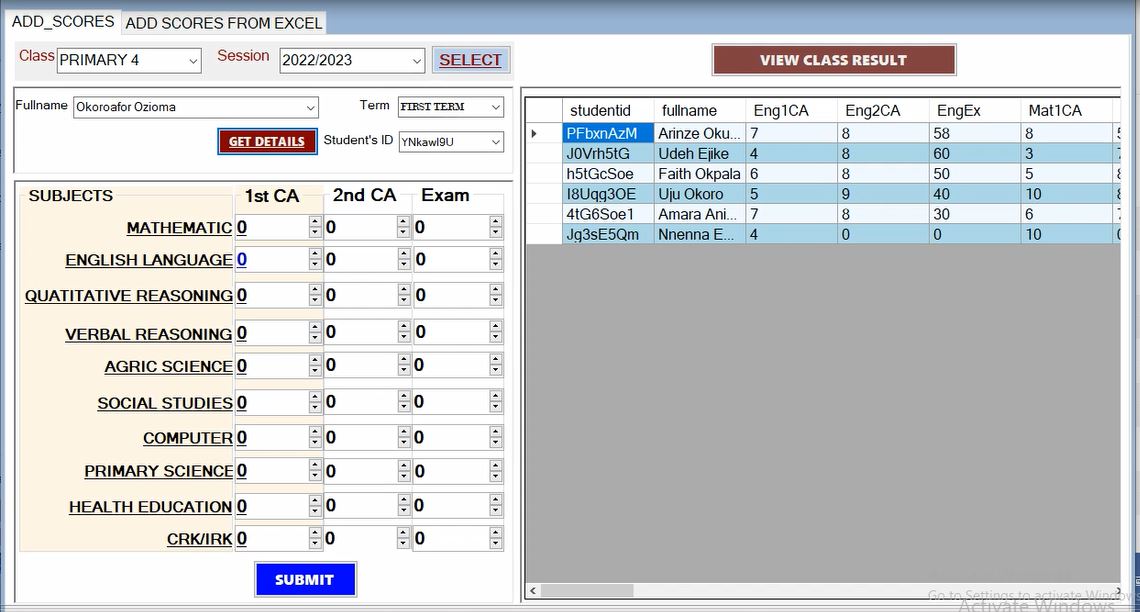 ADD_SCORES ADD SCORES FROM EXCEL
Class PRIMARY 4 Session 2022/2023 SELECT
VIEW CLASS RESULT
Fullname Okoroafor Ozioma Term FIRST TERM
GET DETAILS Student's ID YNkawI9U
SUBJECTS 1st CA 2nd CA Exam
MATHEMATIC 0 0 0
ENGLISH LANGUAGE 0 0 0
QUATITATIVE REASONING 0 0 0
VERBAL REASONING 0 0 0
AGRIC SCIENCE 0 0 0
SOCIAL STUDIES 0 0 0
COMPUTER 0 0 0
PRIMARY SCIENCE 0 0 0
HEALTH EDUCATION 0 0 0
CRK/IRK 0 0 0
SUBMIT
studentid fullname Eng1CA Eng2CA EngEx Mat1CA
PFbxnAzM Arinze Oku... 7 8 58 8
J0Vrh5tG Udeh Ejike 4 8 60 3
h5tGcSoe Faith Okpala 6 8 50 5
I8Uqg3OE Uju Okoro 5 9 40 10
4tG6Soe1 Amara Ani... 7 8 30 6
Jg3sE5Qm Nnenna E... 4 0 0 10
Go to Settings to activate Window
Activate Windows